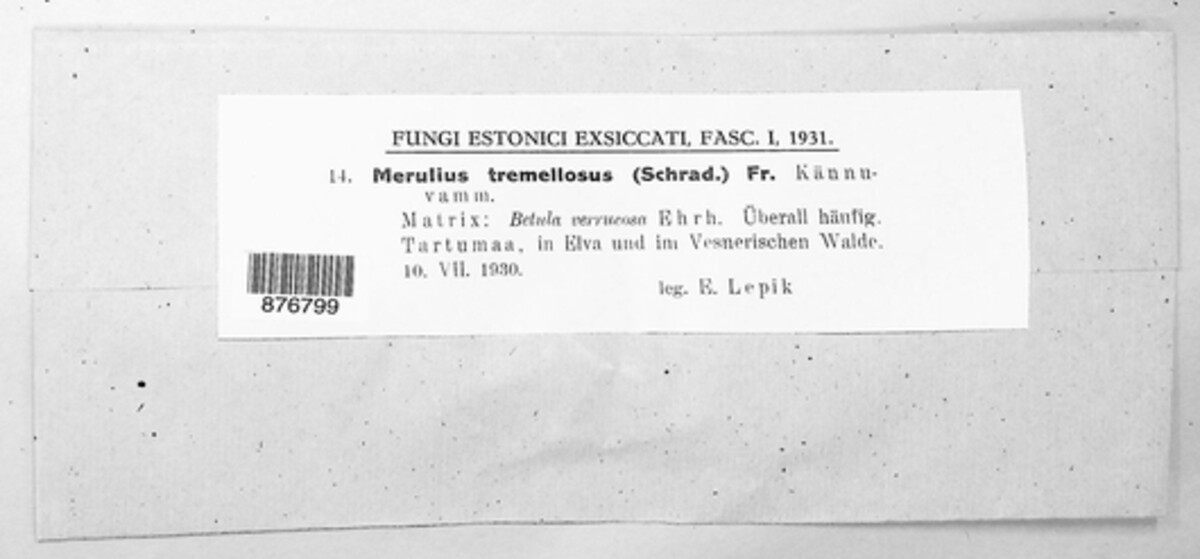 FUNGI ESTONICI EXSICCATI, FASC. I, 1931.
14. Merulius tremellosus (Schrad.) Fr. Kännu-
vamm.
Matrix: Betula verrucosa Ehrh. Überall häufig.
Tartumaa, in Elva und im Vesnerischen Walde.
10. VII. 1930.
leg. E. Lepik
876799